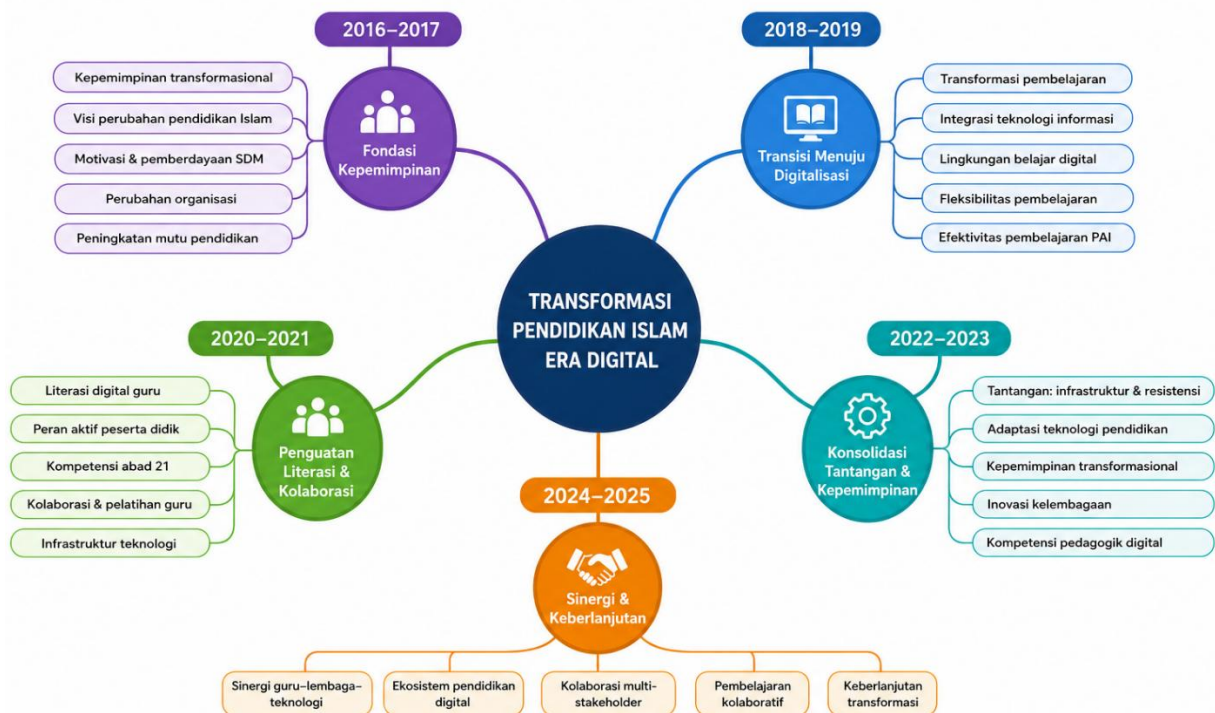 2016–2017
Kepemimpinan transformasional
Visi perubahan pendidikan Islam
Motivasi & pemberdayaan SDM
Perubahan organisasi
Peningkatan mutu pendidikan
Fondasi
Kepemimpinan
2018–2019
Transisi Menuju
Digitalisasi
Transformasi pembelajaran
Integrasi teknologi informasi
Lingkungan belajar digital
Fleksibilitas pembelajaran
Efektivitas pembelajaran PAI
TRANSFORMASI
PENDIDIKAN ISLAM
ERA DIGITAL
2020–2021
Literasi digital guru
Peran aktif peserta didik
Kompetensi abad 21
Kolaborasi & pelatihan guru
Infrastruktur teknologi
Penguatan
Literasi &
Kolaborasi
2022–2023
Konsolidasi
Tantangan &
Kepemimpinan
Tantangan: infrastruktur & resistensi
Adaptasi teknologi pendidikan
Kepemimpinan transformasional
Inovasi kelembagaan
Kompetensi pedagogik digital
2024–2025
Sinergi &
Keberlanjutan
Sinergi guru–lembaga–
teknologi
Ekosistem pendidikan
digital
Kolaborasi multi-
stakeholder
Pembelajaran
kolaboratif
Keberlanjutan
transformasi